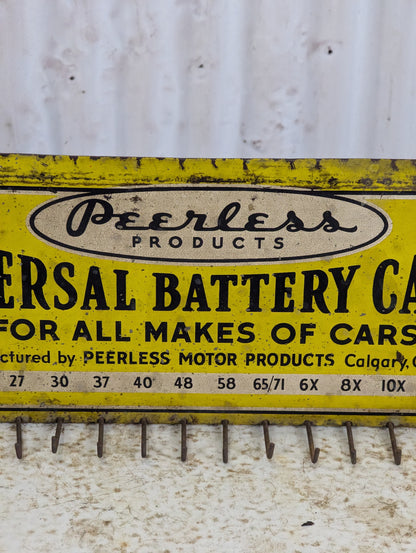 Peerless
PRODUCTS
ERSAL BATTERY CA
FOR ALL MAKES OF CARS
ctured by PEERLESS MOTOR PRODUCTS Calgary,
27 30 37 40 48 58 65/71 6X 8X 10X